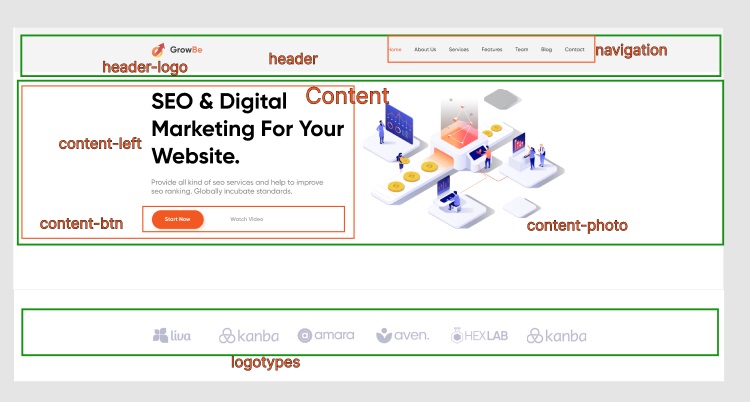 GrowBe
Home About Us Services Features Team Blog Contact
navigation
header
header-logo
Content
SEO & Digital
Marketing For Your
Website.
content-left
Provide all kind of seo services and help to improve
seo ranking. Globally incubate standards.
Start Now Watch Video
content-btn
content-photo
liva kanba amara aven. HEXLAB kanba
logotypes